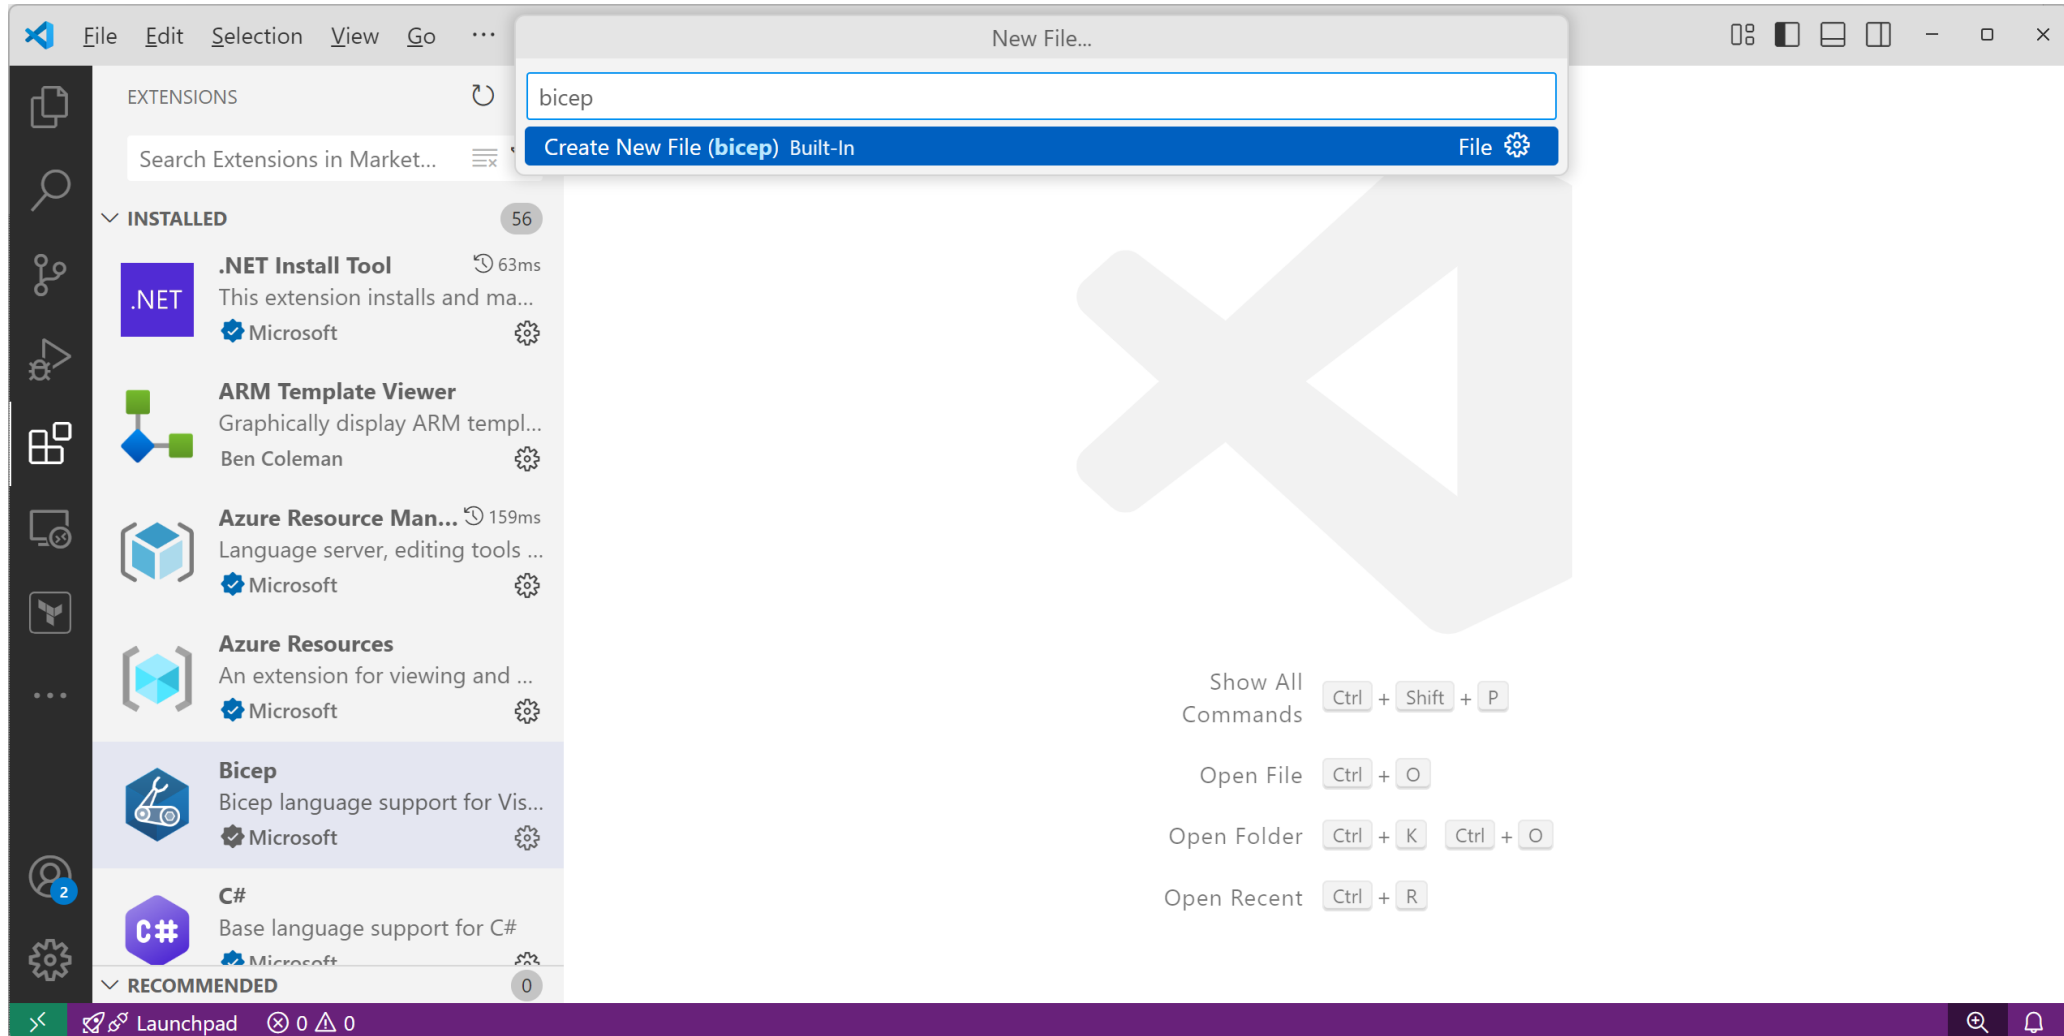 File Edit Selection View Go ···
New File...
bicep
Create New File (bicep) Built-In File
EXTENSIONS
Search Extensions in Market...
INSTALLED 56
.NET
.NET Install Tool 63ms
This extension installs and ma...
Microsoft
ARM Template Viewer
Graphically display ARM templ...
Ben Coleman
Azure Resource Man... 159ms
Language server, editing tools ...
Microsoft
Azure Resources
An extension for viewing and ...
Microsoft
Bicep
Bicep language support for Vis...
Microsoft
C#
C#
Base language support for C#
Microsoft
RECOMMENDED 0
2
Show All
Commands Ctrl + Shift + P
Open File Ctrl + O
Open Folder Ctrl + K Ctrl + O
Open Recent Ctrl + R
Launchpad 0 0